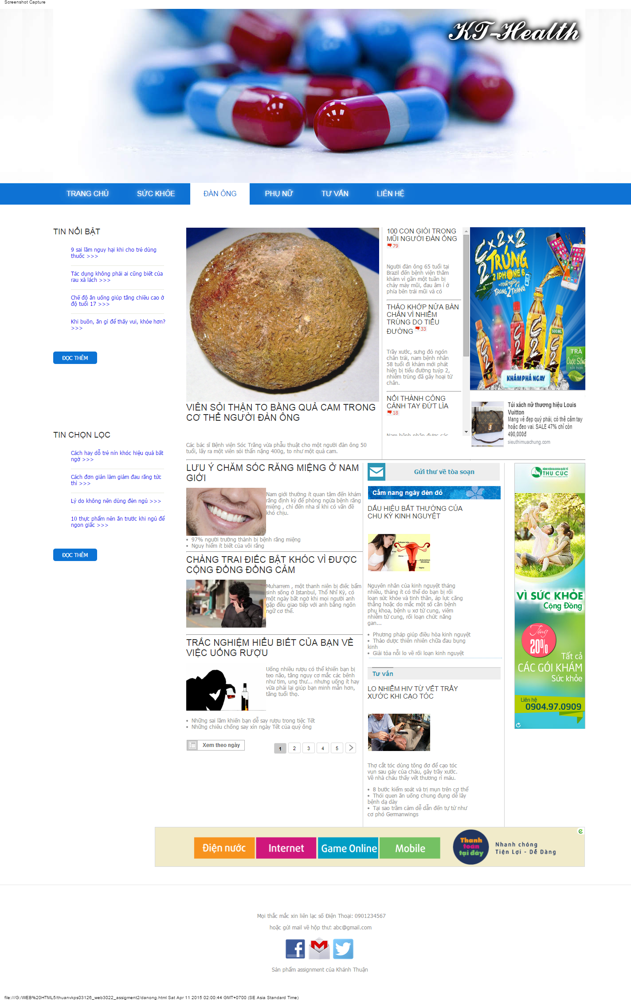 Screenshot Capture
KT-Health
TRANG CHỦ SỨC KHỎE ĐÀN ÔNG PHỤ NỮ TƯ VẤN LIÊN HỆ
TIN NỔI BẬT
9 sai lầm nguy hại khi cho trẻ dùng
thuốc >>>
Tác dụng không phải ai cũng biết của
rau xà lách >>>
Chế độ ăn uống giúp tăng chiều cao ở
độ tuổi 17 >>>
Khi buồn, ăn gì để thấy vui, khỏe hơn?
>>>
ĐỌC THÊM
TIN CHỌN LỌC
Cách hay dỗ trẻ nín khóc hiệu quả bất
ngờ >>>
Cách đơn giản làm giảm đau răng tức
thì >>>
Lý do không nên dùng đèn ngủ >>>
10 thực phẩm nên ăn trước khi ngủ để
ngon giấc >>>
ĐỌC THÊM
VIÊN SỎI THẬN TO BẰNG QUẢ CAM TRONG
CƠ THỂ NGƯỜI ĐÀN ÔNG
Các bác sĩ Bệnh viện Sóc Trăng vừa phẫu thuật cho một người đàn ông 50
tuổi, lấy ra một viên sỏi thấn nặng 400g, to như một quả cam.
100 CON GIÒI TRONG
MŨI NGƯỜI ĐÀN ÔNG
79
Người đàn ông 65 tuổi tại
Brazil đến bệnh viện thăm
khám vì gần một tuần bị
chảy máy mũi, đau âm ỉ ở
phía bên trái mũi và có
THÁO KHỚP NỬA BÀN
CHÂN VÌ NHIỄM
TRÙNG DO TIỂU
ĐƯỜNG 33
Trầy xước, sưng đỏ ngón
chân trái, nam bệnh nhân
58 tuổi đi khám mới phát
hiện bị tiểu đường tuýp 2,
nhiễm trùng đã gây hoại tử
chân.
NỐI THÀNH CÔNG
CÁNH TAY ĐỨT LÌA
18
Nam bệnh nhân được các
C2 x2x2
TRÚNG
2 IPHONE 6
TRONG 2 THÁNG
C2
C2
C2
500ML
TRÀ
Cuộc Sống
tốt hơn
KHÁM PHÁ NGAY
Túi xách nữ thương hiệu Louis
Vuitton
Mang vẻ đẹp quý phái, có thể cầm tay
hoặc đeo vai. SALE 47% chỉ còn
490,000đ
sieuthimuachung.com
LƯU Ý CHĂM SÓC RĂNG MIỆNG Ở NAM
GIỚI
Nam giới thường ít quan tâm đến khám
răng định kỳ để phòng ngừa bệnh răng
miệng , chỉ đến nha sĩ khi có vấn đề
khó chịu.
• 97% người trưởng thành bị bệnh răng miệng
• Nguy hiểm ít biết của vôi răng
CHÀNG TRAI ĐIẾC BẬT KHÓC VÌ ĐƯỢC
CỘNG ĐỒNG ĐỒNG CẢM
Muharrem , một thanh niên bị điếc bẩm
sinh sống ở Istanbul, Thổ Nhĩ Kỳ, có
một ngày bất ngờ khi mọi người anh
gặp đều giao tiếp với anh bằng ngôn
ngữ cơ thể.
TRẮC NGHIỆM HIỂU BIẾT CỦA BẠN VỀ
VIỆC UỐNG RƯỢU
Uống nhiều rượu có thể khiến bạn bị
teo não, tăng nguy cơ mắc các bênh
như tim, ung thư... nhưng uống ít hay
vừa phải lại giúp bạn minh mẫn hơn,
tăng tuổi thọ.
• Những sai lầm khiến bạn dễ say rượu trong tiệc Tết
• Những chiêu chống say xỉn ngày Tết của quý ông
Xem theo ngày 1 2 3 4 5
Gửi thư về tòa soạn
Cẩm nang ngày đèn đỏ
DẤU HIỆU BẤT THƯỜNG CỦA
CHU KỲ KINH NGUYỆT
Fallopian tube
Ovary
Uterus
Endometrium
(Shedding)
Vagina
Nguyên nhân của kinh nguyệt tháng
nhiều, tháng ít có thể do bạn bị rối
loạn sức khỏe và tinh thần, áp lực căng
thẳng hoặc do mắc một số căn bệnh
phụ khoa, bệnh u xơ tử cung, viêm
nhiễm tử cung, rối loạn chức năng
gan...
• Phương pháp giúp điều hòa kinh nguyệt
• Thảo dược thiên nhiên chữa đau bụng
kinh
• Giải tỏa nỗi lo về rối loạn kinh nguyệt
Tư vấn
LO NHIỄM HIV TỪ VẾT TRẦY
XƯỚC KHI CẠO TÓC
Thợ cắt tóc dùng tông đơ để cạo tóc
vụn sau gáy của cháu, gây trầy xước.
Về nhà cháu thấy vết thương rỉ máu.
• 8 bước kiểm soát và trị mụn trên cơ thể
• Thói quen ăn uống chung đụng dễ lây
bệnh dạ dày
• Tại sao trầm cảm dễ dẫn đến tự tử như
cơ phó Germanwings
BỆNH VIỆN ĐA KHOA QUỐC TẾ
THU CUC
VÌ SỨC KHỎE
Cộng Đồng
Tặng
20%
Tất cả
CÁC GÓI KHÁM
Sức khỏe
Liên hệ
0904.97.0909
Điện nước Internet Game Online Mobile
Thanh
toán
tại đây
Nhanh chóng
Tiện Lợi - Dễ Dàng
Mọi thắc mắc xin liên lạc số Điện Thoại: 0901234567
hoặc gửi mail về hộp thư: abc@gmail.com
Sản phẩm assignment của Khánh Thuận
file:///G:/WEB%20HTML5/thuanvkps03126_web3022_assigment2/danong.html Sat Apr 11 2015 02:00:44 GMT+0700 (SE Asia Standard Time)